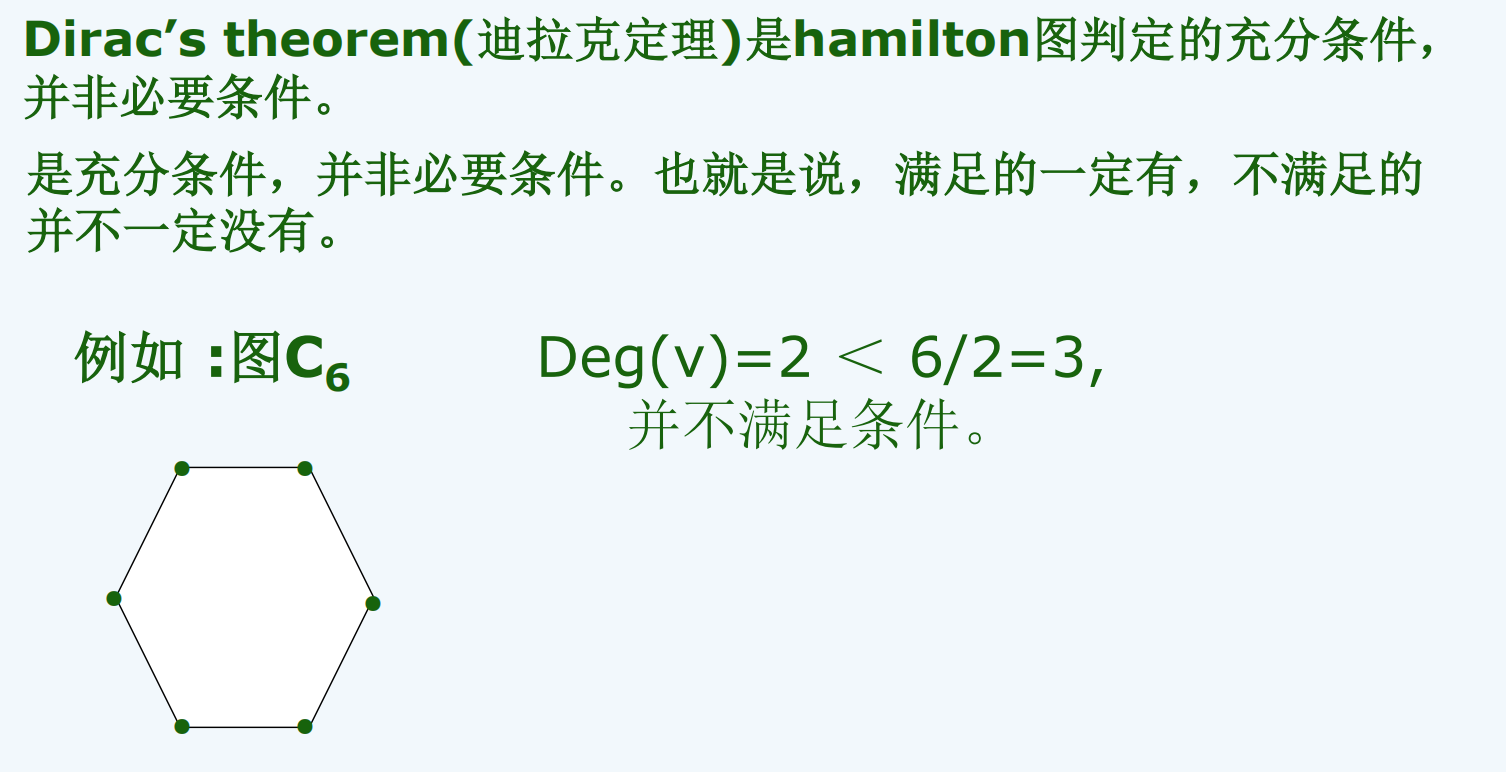 Dirac’s theorem(迪拉克定理)是hamilton图判定的充分条件，
并非必要条件。
是充分条件，并非必要条件。也就是说，满足的一定有，不满足的
并不一定没有。
例如 :图C₆
Deg(v)=2 < 6/2=3,
并不满足条件。